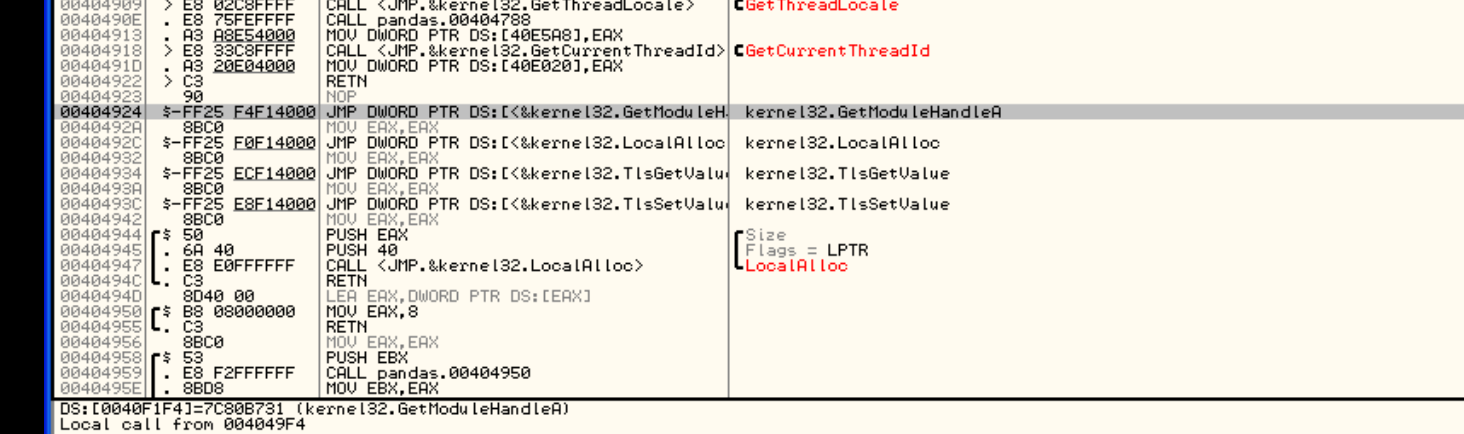 00404909 > E8 02C8FFFF CALL <JMP.&kernel32.GetThreadLocale> GetThreadLocale
0040490E . E8 75FEFFFF CALL pandas.00404788
00404913 . A3 A8E54000 MOV DWORD PTR DS:[40E5A8],EAX
00404918 > E8 33C8FFFF CALL <JMP.&kernel32.GetCurrentThreadId> GetCurrentThreadId
0040491D . A3 20E04000 MOV DWORD PTR DS:[40E020],EAX
00404922 > C3 RETN
00404923 90 NOP
00404924 $-FF25 F4F14000 JMP DWORD PTR DS:[<&kernel32.GetModuleH kernel32.GetModuleHandleA
0040492A 8BC0 MOV EAX,EAX
0040492C $-FF25 F0F14000 JMP DWORD PTR DS:[<&kernel32.LocalAlloc kernel32.LocalAlloc
00404932 8BC0 MOV EAX,EAX
00404934 $-FF25 ECF14000 JMP DWORD PTR DS:[<&kernel32.TlsGetValu kernel32.TlsGetValue
0040493A 8BC0 MOV EAX,EAX
0040493C $-FF25 E8F14000 JMP DWORD PTR DS:[<&kernel32.TlsSetValu kernel32.TlsSetValue
00404942 8BC0 MOV EAX,EAX
00404944 $ 50 PUSH EAX Size
00404945 . 6A 40 PUSH 40 Flags = LPTR
00404947 . E8 E0FFFFFF CALL <JMP.&kernel32.LocalAlloc> LocalAlloc
0040494C . C3 RETN
0040494D 8D40 00 LEA EAX,DWORD PTR DS:[EAX]
00404950 $ B8 08000000 MOV EAX,8
00404955 . C3 RETN
00404956 8BC0 MOV EAX,EAX
00404958 $ 53 PUSH EBX
00404959 . E8 F2FFFFFF CALL pandas.00404950
0040495E . 8BD8 MOV EBX,EAX
DS:[0040F1F4]=7C80B731 (kernel32.GetModuleHandleA)
Local call from 004049F4